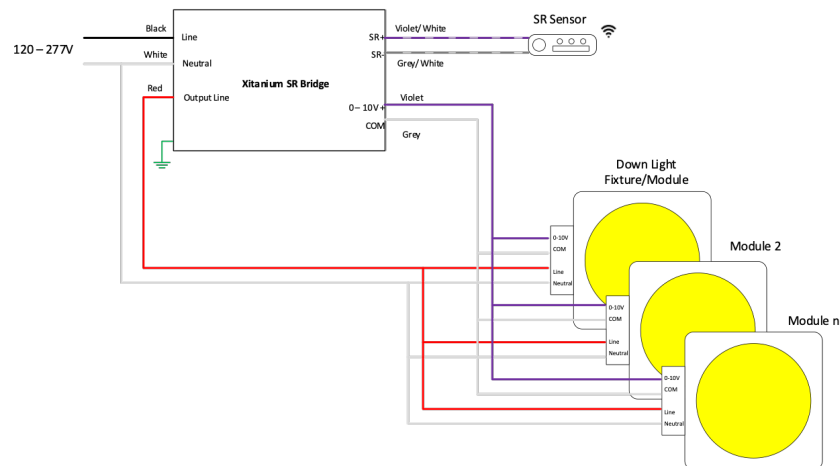 Black
120 – 277V
White
Red
Line
Neutral
Output Line
Xitanium SR Bridge
SR+
SR-
0 – 10V +
COM
Violet/ White
Grey/ White
Violet
Grey
SR Sensor
Down Light
Fixture/Module
0-10V
COM
Line
Neutral
Module 2
0-10V
COM
Line
Neutral
Module n
0-10V
COM
Line
Neutral